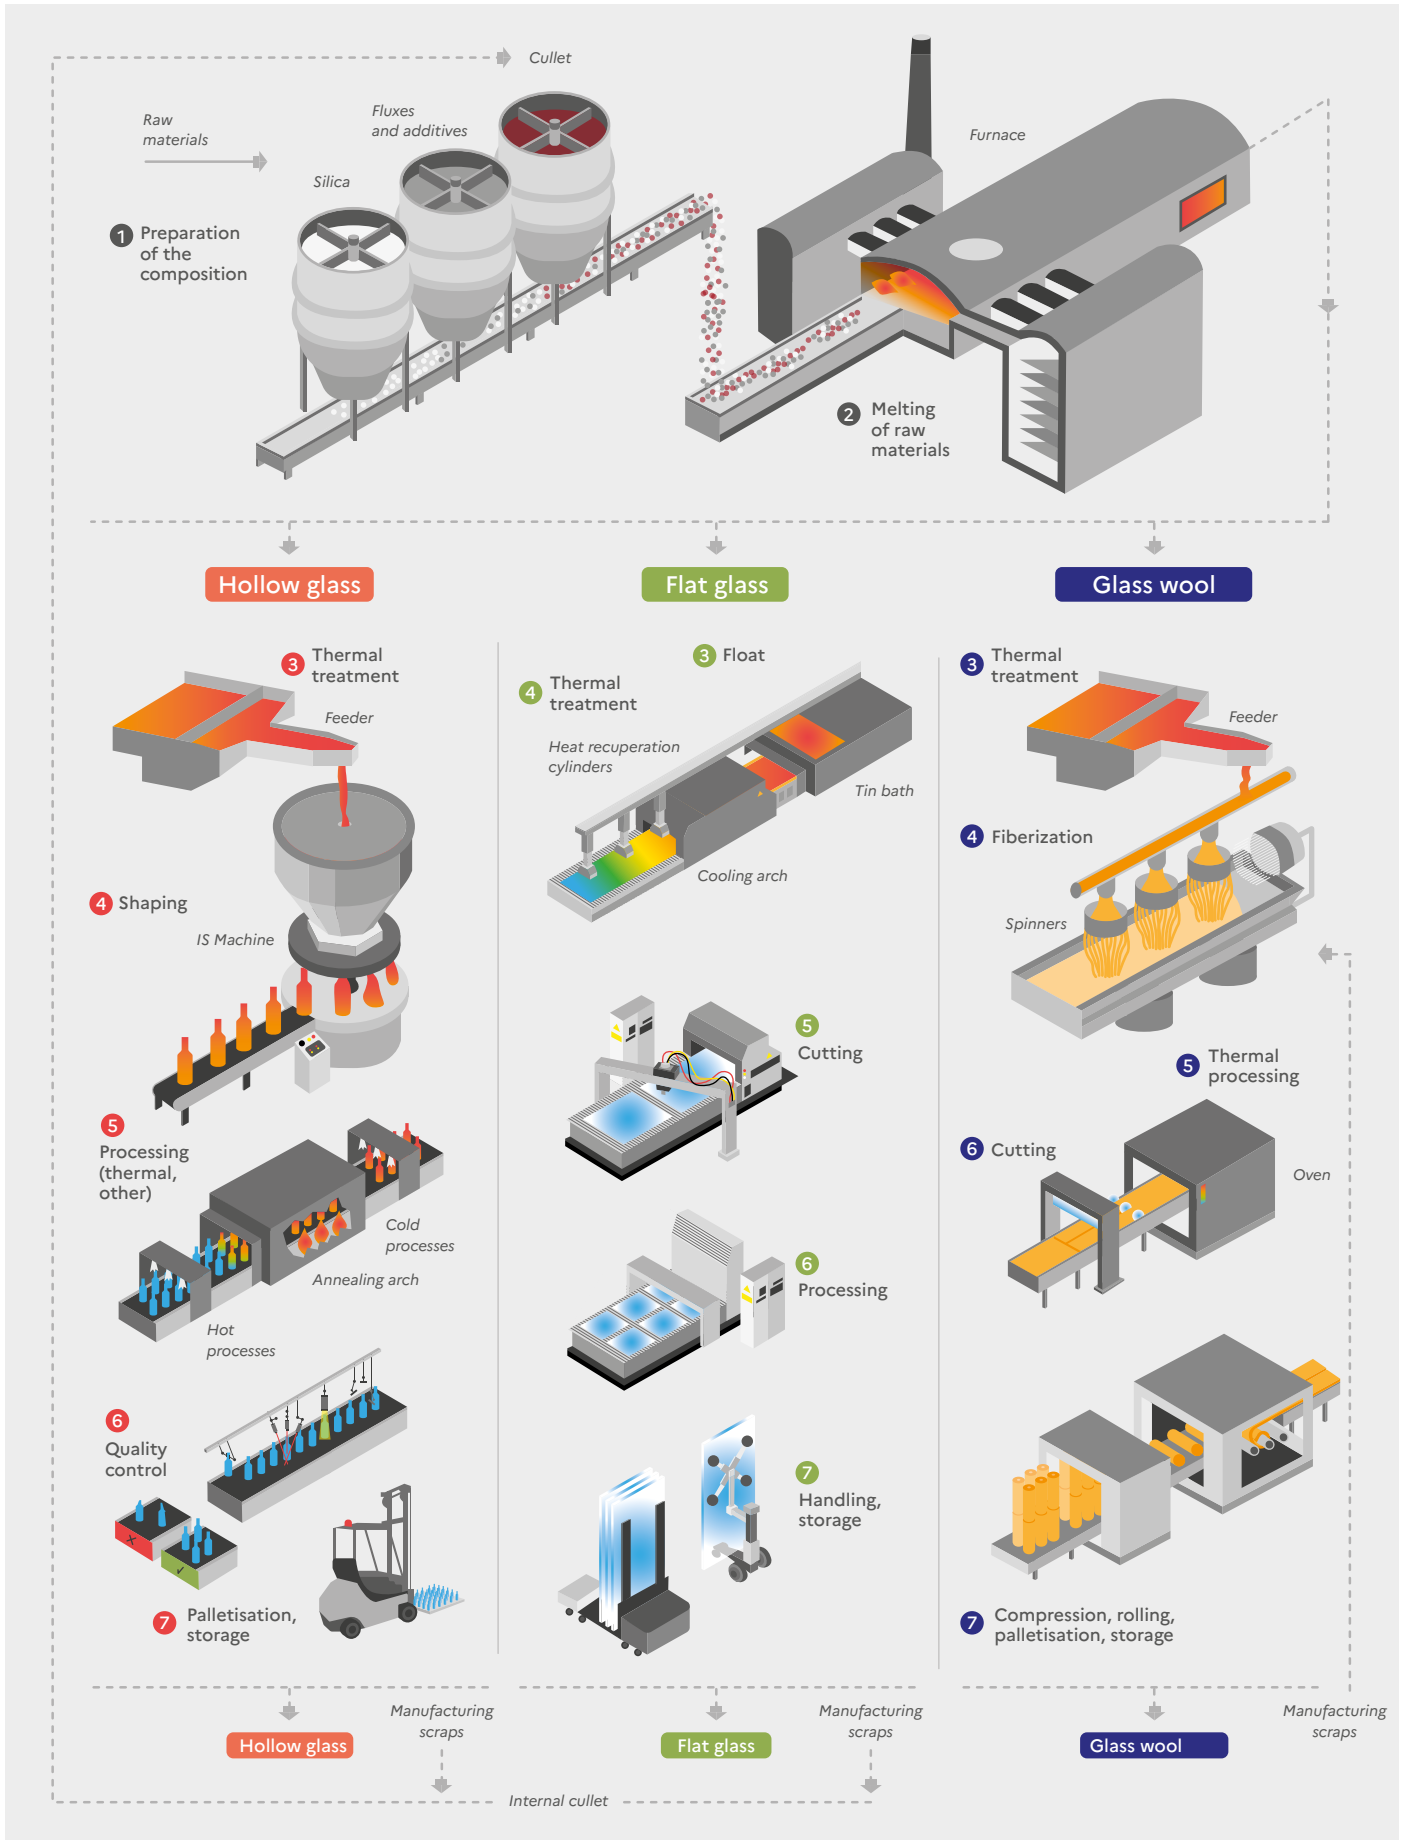 Cullet
Raw
materials
Fluxes
and additives
Silica
Furnace
1 Preparation
of the
composition
2 Melting
of raw
materials
Hollow glass
Flat glass
Glass wool
3 Thermal
treatment
Feeder
4 Shaping
IS Machine
5
Processing
(thermal,
other)
Cold
processes
Annealing arch
Hot
processes
6
Quality
control
7 Palletisation,
storage
3 Float
4 Thermal
treatment
Heat recuperation
cylinders
Tin bath
Cooling arch
5
Cutting
6
Processing
7
Handling,
storage
3 Thermal
treatment
Feeder
4 Fiberization
Spinners
5 Thermal
processing
6 Cutting
Oven
7 Compression, rolling,
palletisation, storage
Manufacturing
scraps
Manufacturing
scraps
Manufacturing
scraps
Hollow glass
Flat glass
Glass wool
Internal cullet